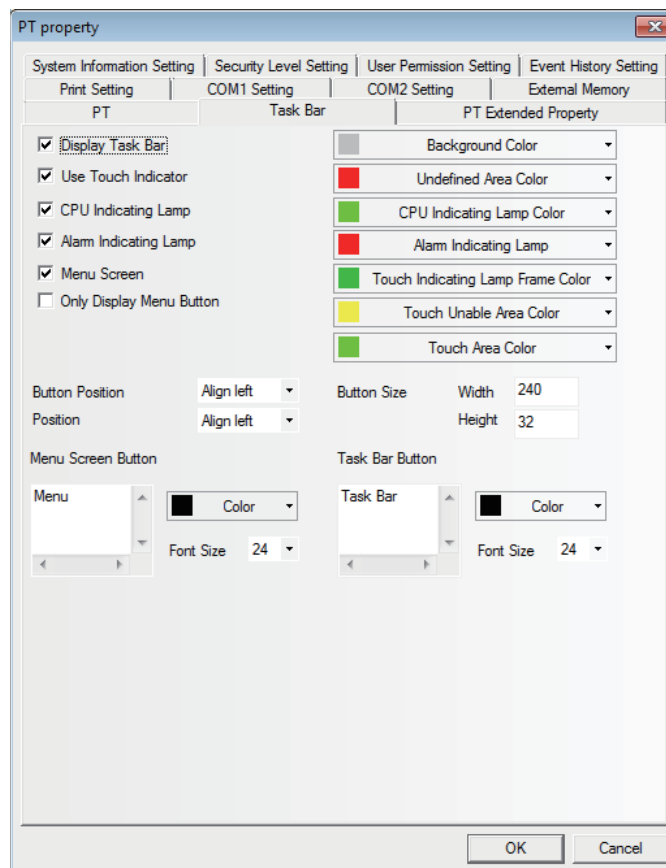 PT property
System Information Setting Security Level Setting User Permission Setting Event History Setting
Print Setting COM1 Setting COM2 Setting External Memory
PT Task Bar PT Extended Property
Display Task Bar Background Color
Use Touch Indicator Undefined Area Color
CPU Indicating Lamp CPU Indicating Lamp Color
Alarm Indicating Lamp Alarm Indicating Lamp
Menu Screen Touch Indicating Lamp Frame Color
Only Display Menu Button Touch Unable Area Color
Touch Area Color
Button Position Align left Button Size Width 240
Position Align left Height 32
Menu Screen Button Task Bar Button
Menu Color Task Bar Color
Font Size 24 Font Size 24
OK Cancel